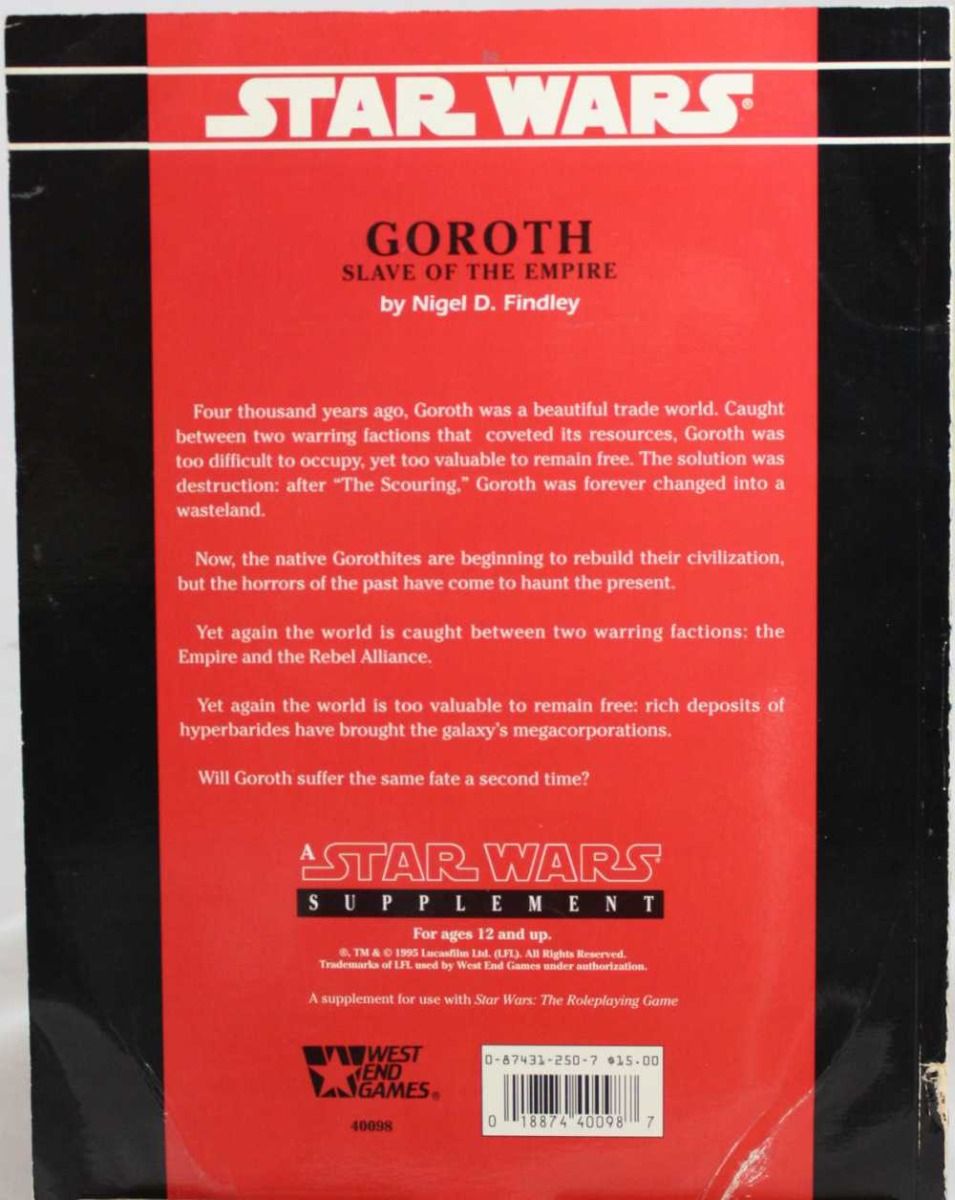 STAR WARS®
GOROTH
SLAVE OF THE EMPIRE
by Nigel D. Findley
Four thousand years ago, Goroth was a beautiful trade world. Caught
between two warring factions that coveted its resources, Goroth was
too difficult to occupy, yet too valuable to remain free. The solution was
destruction: after “The Scouring,” Goroth was forever changed into a
wasteland.
Now, the native Gorothites are beginning to rebuild their civilization,
but the horrors of the past have come to haunt the present.
Yet again the world is caught between two warring factions: the
Empire and the Rebel Alliance.
Yet again the world is too valuable to remain free: rich deposits of
hyperbarides have brought the galaxy's megacorporations.
Will Goroth suffer the same fate a second time?
A STAR WARS®
SUPPLEMENT
For ages 12 and up.
®, TM & © 1995 Lucasfilm Ltd. (LFL). All Rights Reserved.
Trademarks of LFL used by West End Games under authorization.
A supplement for use with Star Wars: The Roleplaying Game
WEST
END
GAMES®
40098
0-87431-250-7 $15.00
0 18874 40098 7